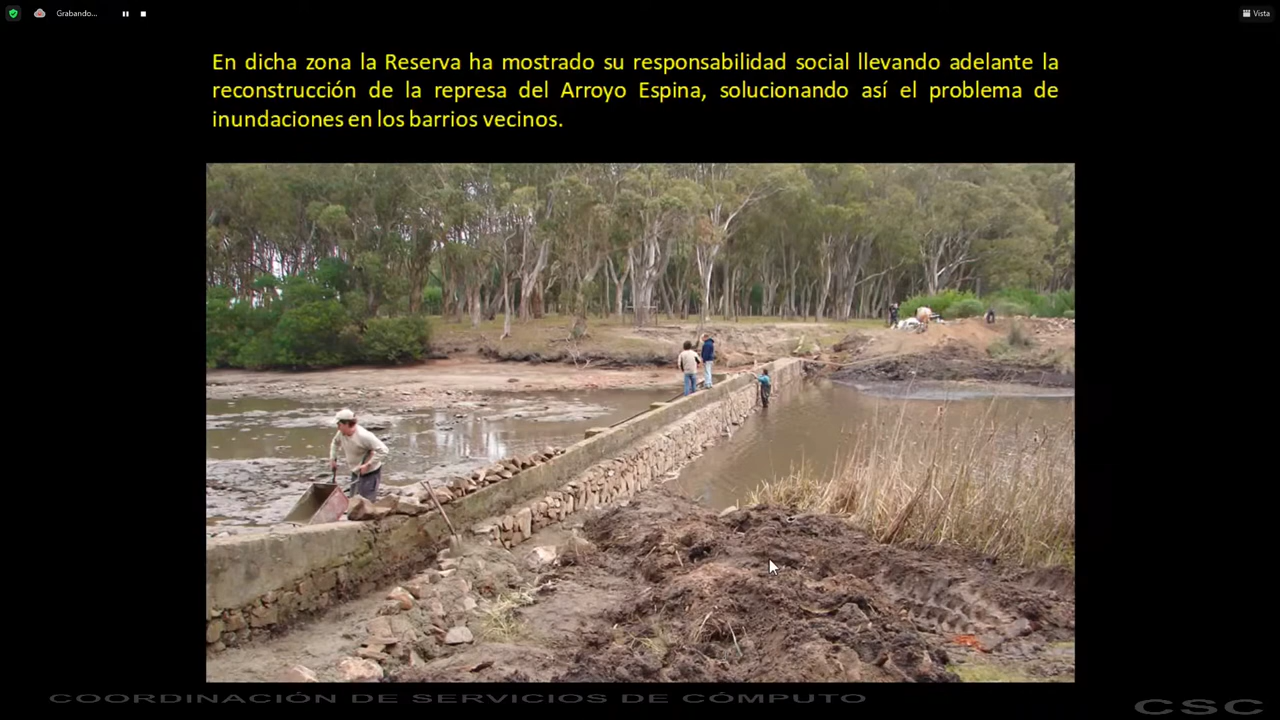 Grabando...
Vista
En dicha zona la Reserva ha mostrado su responsabilidad social llevando adelante la
reconstrucción de la represa del Arroyo Espina, solucionando así el problema de
inundaciones en los barrios vecinos.
COORDINACIÓN DE SERVICIOS DE CÓMPUTO
CSC